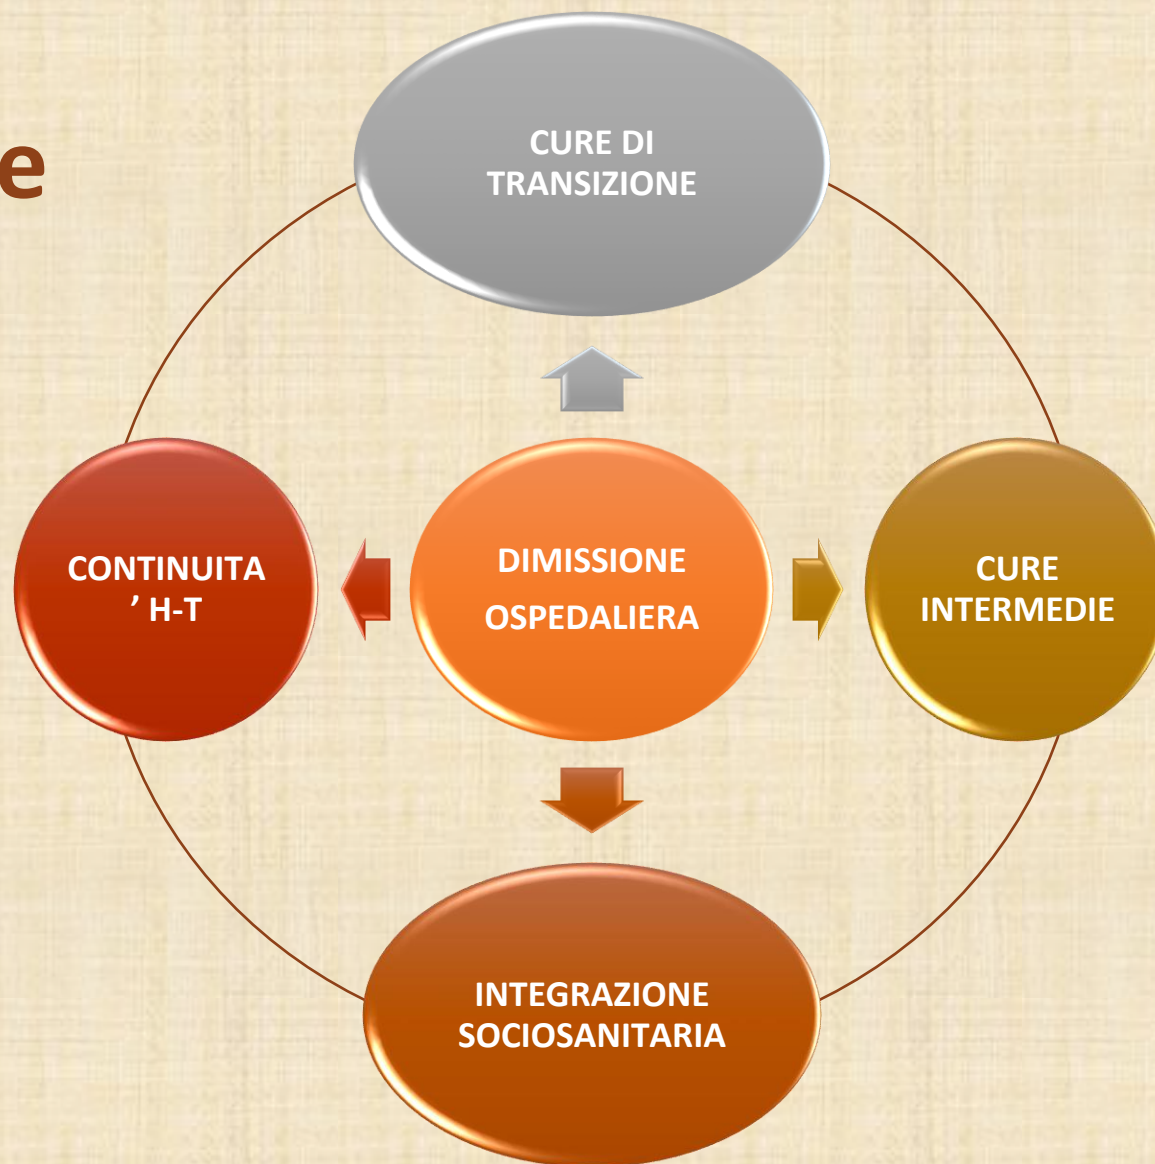 e
CURE DI
TRANSIZIONE
CONTINUITA
’ H-T
DIMISSIONE
OSPEDALIERA
CURE
INTERMEDIE
INTEGRAZIONE
SOCIOSANITARIA